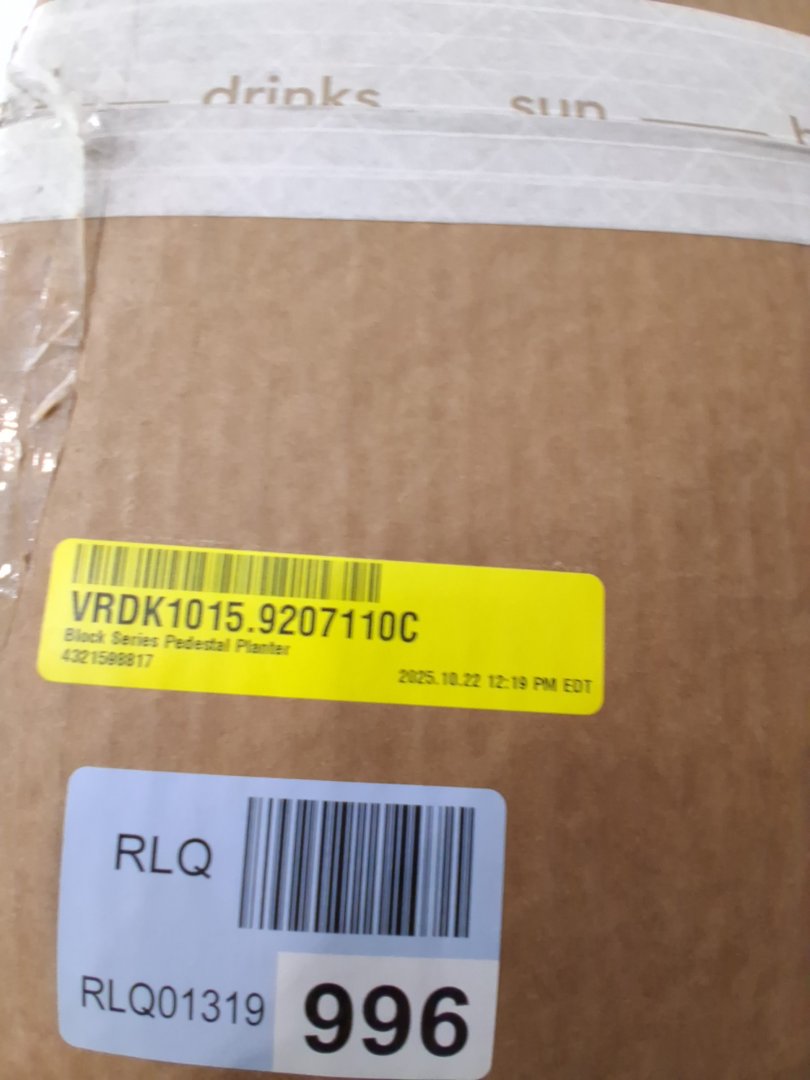 drinks — sun —
VRDK1015.9207110C
Block Series Pedestal Planter
4321598817
2025.10.22 12:19 PM EDT
RLQ
RLQ01319 996